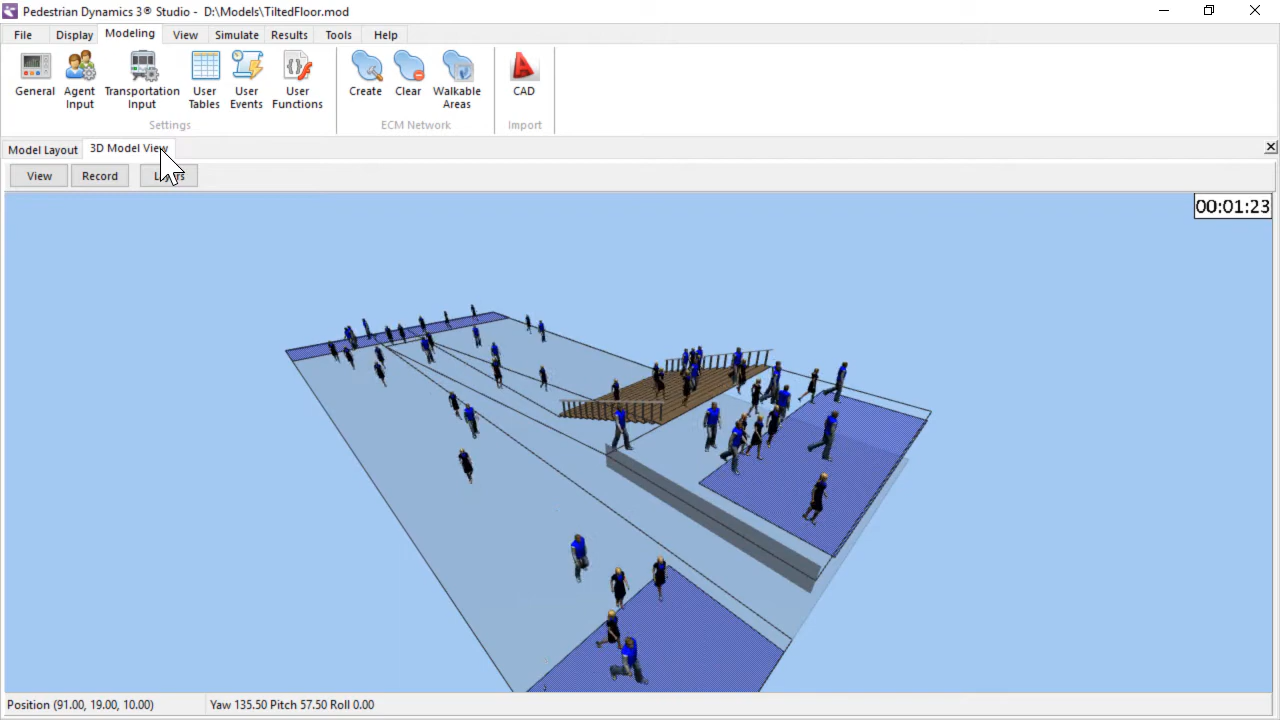 Pedestrian Dynamics 3® Studio - D:\Models\TiltedFloor.mod
File Display Modeling View Simulate Results Tools Help
General
Agent Input
Transportation Input
User Tables
User Events
User Functions
Create
Clear
Walkable Areas
CAD
Settings
ECM Network
Import
Model Layout 3D Model View
View Record
00:01:23
Position (91.00, 19.00, 10.00) Yaw 135.50 Pitch 57.50 Roll 0.00